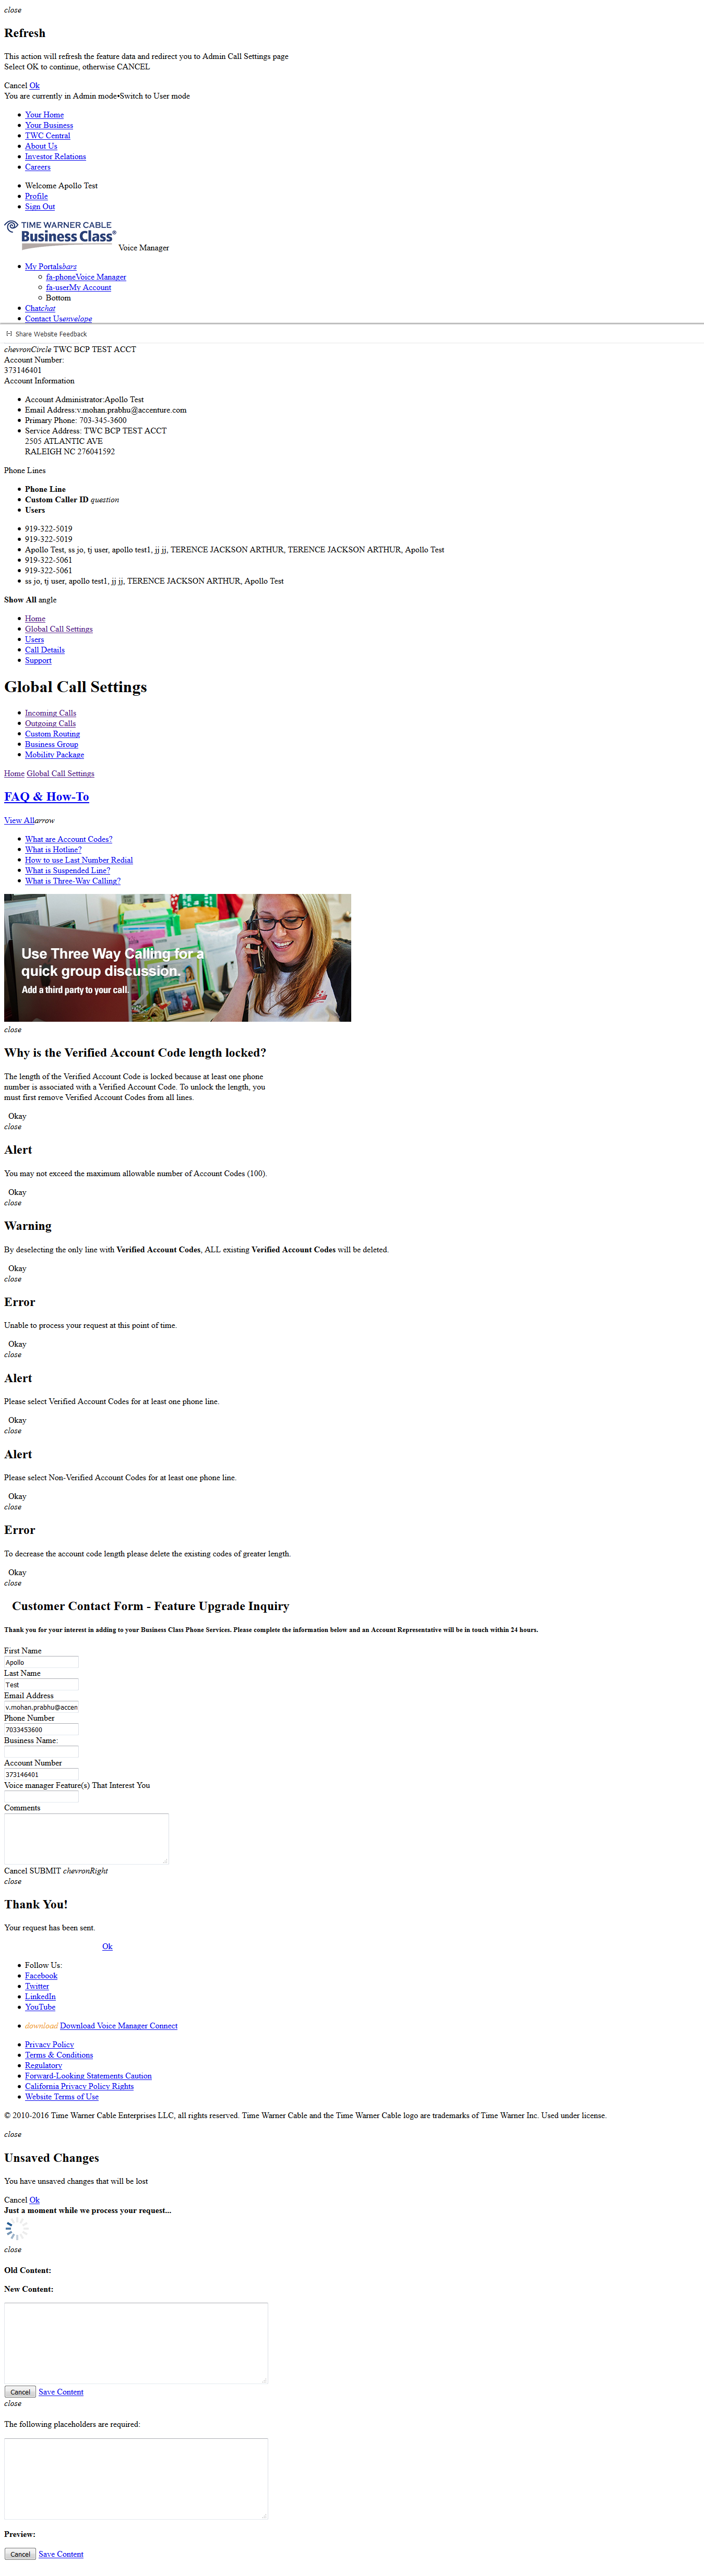 close
Refresh
This action will refresh the feature data and redirect you to Admin Call Settings page
Select OK to continue, otherwise CANCEL
Cancel Ok
You are currently in Admin mode•Switch to User mode
Your Home
Your Business
TWC Central
About Us
Investor Relations
Careers
Welcome Apollo Test
Profile
Sign Out
TIME WARNER CABLE
Business Class® Voice Manager
My Portalsbars
fa-phoneVoice Manager
fa-userMy Account
Bottom
Chatchat
Contact Usenvelope
Share Website Feedback
chevronCircle TWC BCP TEST ACCT
Account Number:
373146401
Account Information
Account Administrator:Apollo Test
Email Address:v.mohan.prabhu@accenture.com
Primary Phone: 703-345-3600
Service Address: TWC BCP TEST ACCT
2505 ATLANTIC AVE
RALEIGH NC 276041592
Phone Lines
Phone Line
Custom Caller ID question
Users
919-322-5019
919-322-5019
Apollo Test, ss jo, tj user, apollo test1, jj jj, TERENCE JACKSON ARTHUR, TERENCE JACKSON ARTHUR, Apollo Test
919-322-5061
919-322-5061
ss jo, tj user, apollo test1, jj jj, TERENCE JACKSON ARTHUR, Apollo Test
Show All angle
Home
Global Call Settings
Users
Call Details
Support
Global Call Settings
Incoming Calls
Outgoing Calls
Custom Routing
Business Group
Mobility Package
Home Global Call Settings
FAQ & How-To
View Allarrow
What are Account Codes?
What is Hotline?
How to use Last Number Redial
What is Suspended Line?
What is Three-Way Calling?
Use Three Way Calling for a
quick group discussion.
Add a third party to your call.
close
Why is the Verified Account Code length locked?
The length of the Verified Account Code is locked because at least one phone
number is associated with a Verified Account Code. To unlock the length, you
must first remove Verified Account Codes from all lines.
Okay
close
Alert
You may not exceed the maximum allowable number of Account Codes (100).
Okay
close
Warning
By deselecting the only line with Verified Account Codes, ALL existing Verified Account Codes will be deleted.
Okay
close
Error
Unable to process your request at this point of time.
Okay
close
Alert
Please select Verified Account Codes for at least one phone line.
Okay
close
Alert
Please select Non-Verified Account Codes for at least one phone line.
Okay
close
Error
To decrease the account code length please delete the existing codes of greater length.
Okay
close
Customer Contact Form - Feature Upgrade Inquiry
Thank you for your interest in adding to your Business Class Phone Services. Please complete the information below and an Account Representative will be in touch within 24 hours.
First Name
Apollo
Last Name
Test
Email Address
v.mohan.prabhu@accen
Phone Number
7033453600
Business Name:
Account Number
373146401
Voice manager Feature(s) That Interest You
Comments
Cancel SUBMIT chevronRight
close
Thank You!
Your request has been sent.
Ok
Follow Us:
Facebook
Twitter
LinkedIn
YouTube
download Download Voice Manager Connect
Privacy Policy
Terms & Conditions
Regulatory
Forward-Looking Statements Caution
California Privacy Policy Rights
Website Terms of Use
© 2010-2016 Time Warner Cable Enterprises LLC, all rights reserved. Time Warner Cable and the Time Warner Cable logo are trademarks of Time Warner Inc. Used under license.
close
Unsaved Changes
You have unsaved changes that will be lost
Cancel Ok
Just a moment while we process your request...
close
Old Content:
New Content:
Cancel Save Content
close
The following placeholders are required:
Preview:
Cancel Save Content